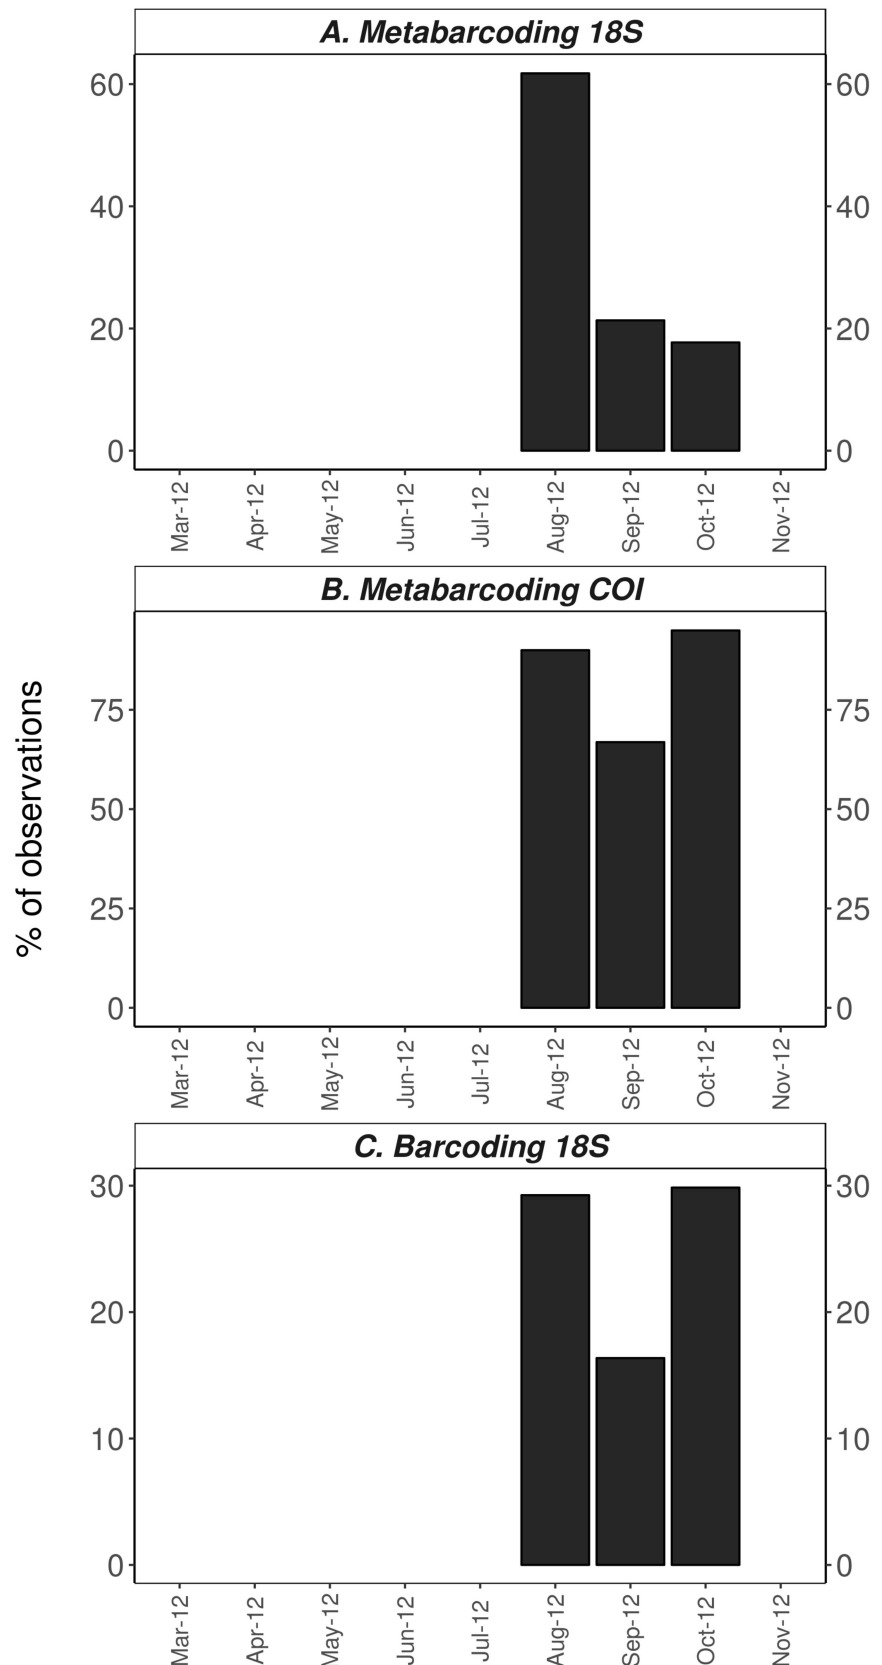 A. Metabarcoding 18S
60 60
40 40
20 20
0 0
Mar-12 Apr-12 May-12 Jun-12 Jul-12 Aug-12 Sep-12 Oct-12 Nov-12
B. Metabarcoding COI
% of observations
75 75
50 50
25 25
0 0
Mar-12 Apr-12 May-12 Jun-12 Jul-12 Aug-12 Sep-12 Oct-12 Nov-12
C. Barcoding 18S
30 30
20 20
10 10
0 0
Mar-12 Apr-12 May-12 Jun-12 Jul-12 Aug-12 Sep-12 Oct-12 Nov-12